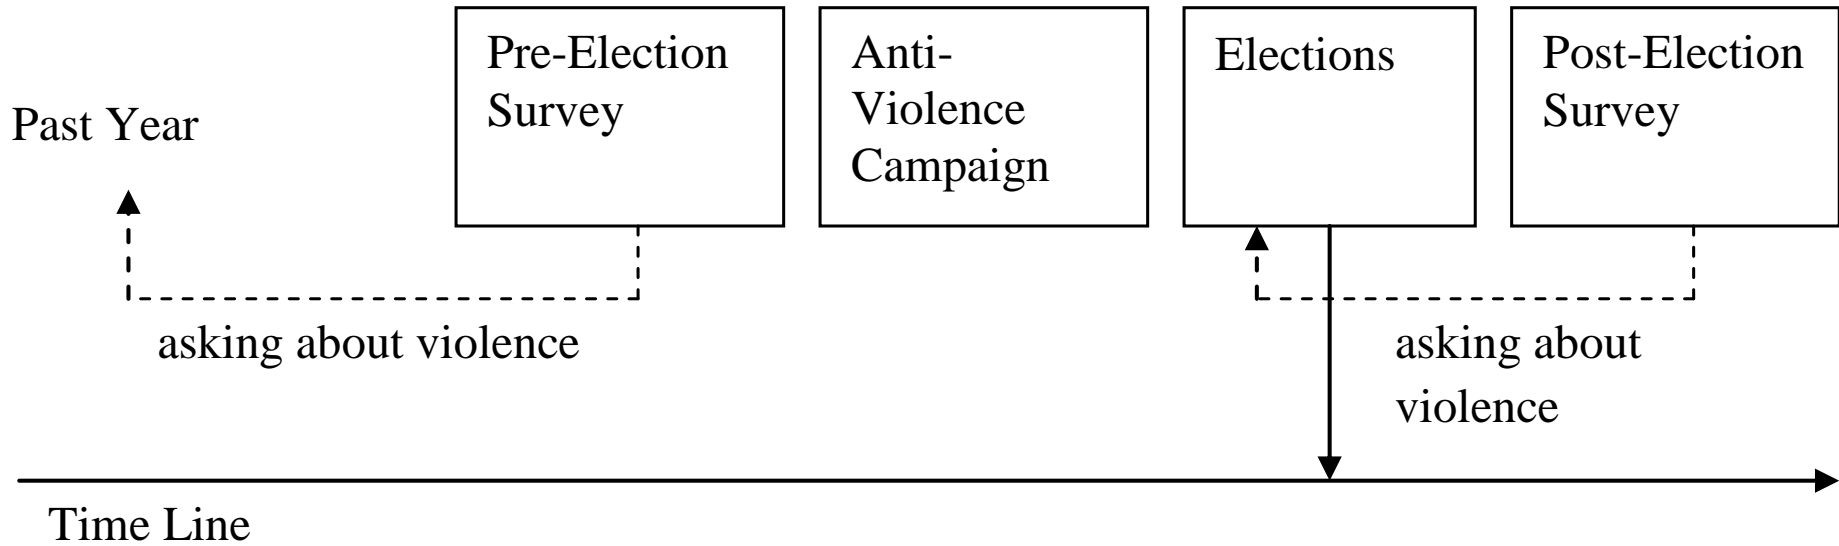 Past Year
Pre-Election
Survey
Anti-
Violence
Campaign
Elections
Post-Election
Survey
asking about violence
asking about
violence
Time Line